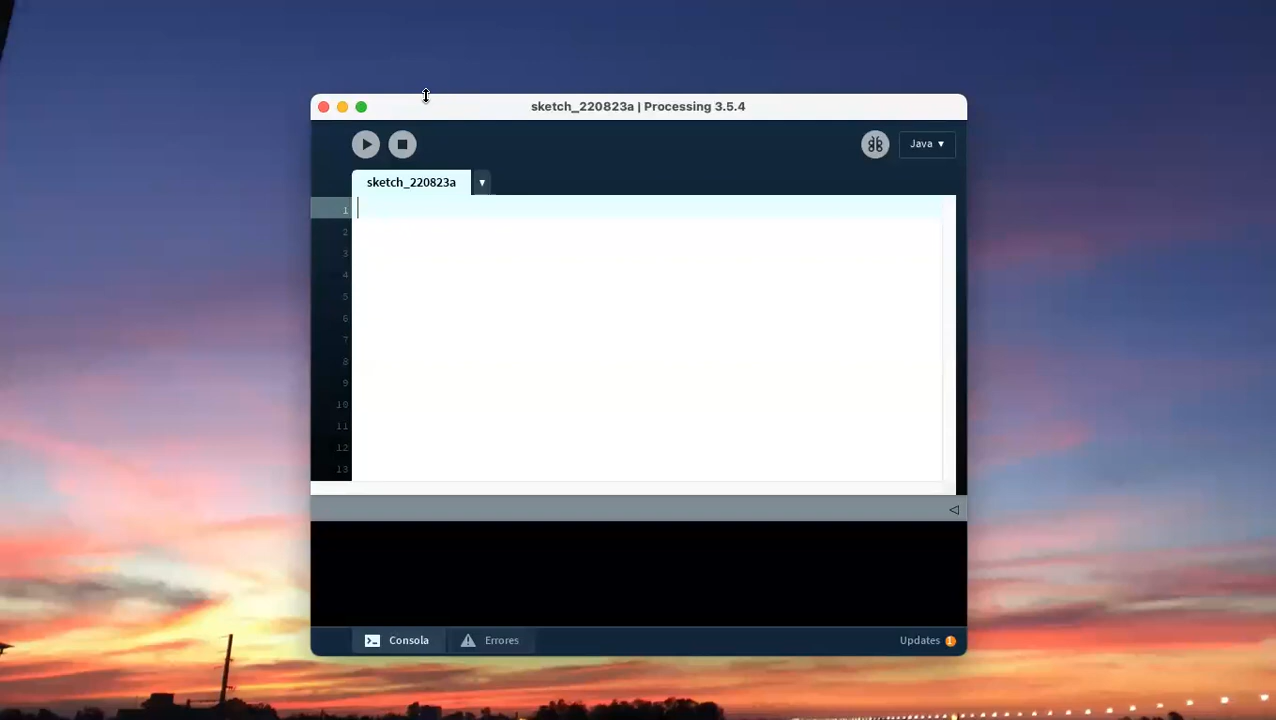 sketch_220823a | Processing 3.5.4
Java ▾
sketch_220823a ▾
1
2
3
4
5
6
7
8
9
10
11
12
13
Consola
Errores
Updates 1